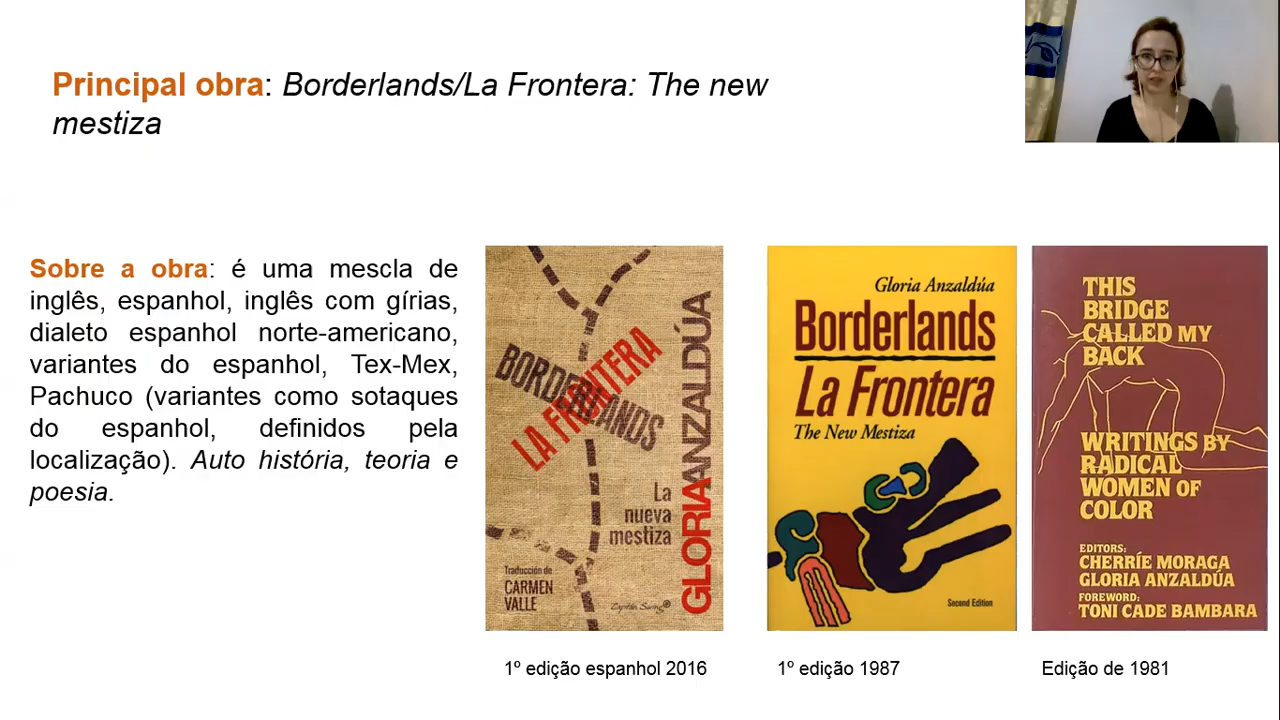 Principal obra: Borderlands/La Frontera: The new
mestiza
Sobre a obra: é uma mescla de
inglês, espanhol, inglês com gírias,
dialeto espanhol norte-americano,
variantes do espanhol, Tex-Mex,
Pachuco (variantes como sotaques
do espanhol, definidos pela
localização). Auto história, teoria e
poesia.
BORDERLANDS
LA FRONTERA
GLORIA ANZALDÚA
La
nueva
mestiza
Traducción de
CARMEN
VALLE
Capitán Swing
1º edição espanhol 2016
Gloria Anzaldúa
Borderlands
La Frontera
The New Mestiza
Second Edition
1º edição 1987
THIS
BRIDGE
CALLED MY
BACK
WRITINGS BY
RADICAL
WOMEN OF
COLOR
EDITORS:
CHERRÍE MORAGA
GLORIA ANZALDÚA
FOREWORD:
TONI CADE BAMBARA
Edição de 1981